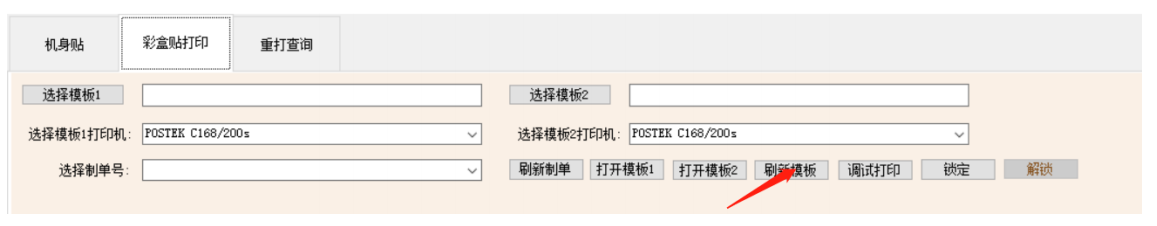 机身贴 彩盒贴打印 重打查询
选择模板1 选择模板2
选择模板1打印机: POSTEK C168/200s 选择模板2打印机: POSTEK C168/200s
选择制单号: 刷新制单 打开模板1 打开模板2 刷新模板 调试打印 锁定 解锁